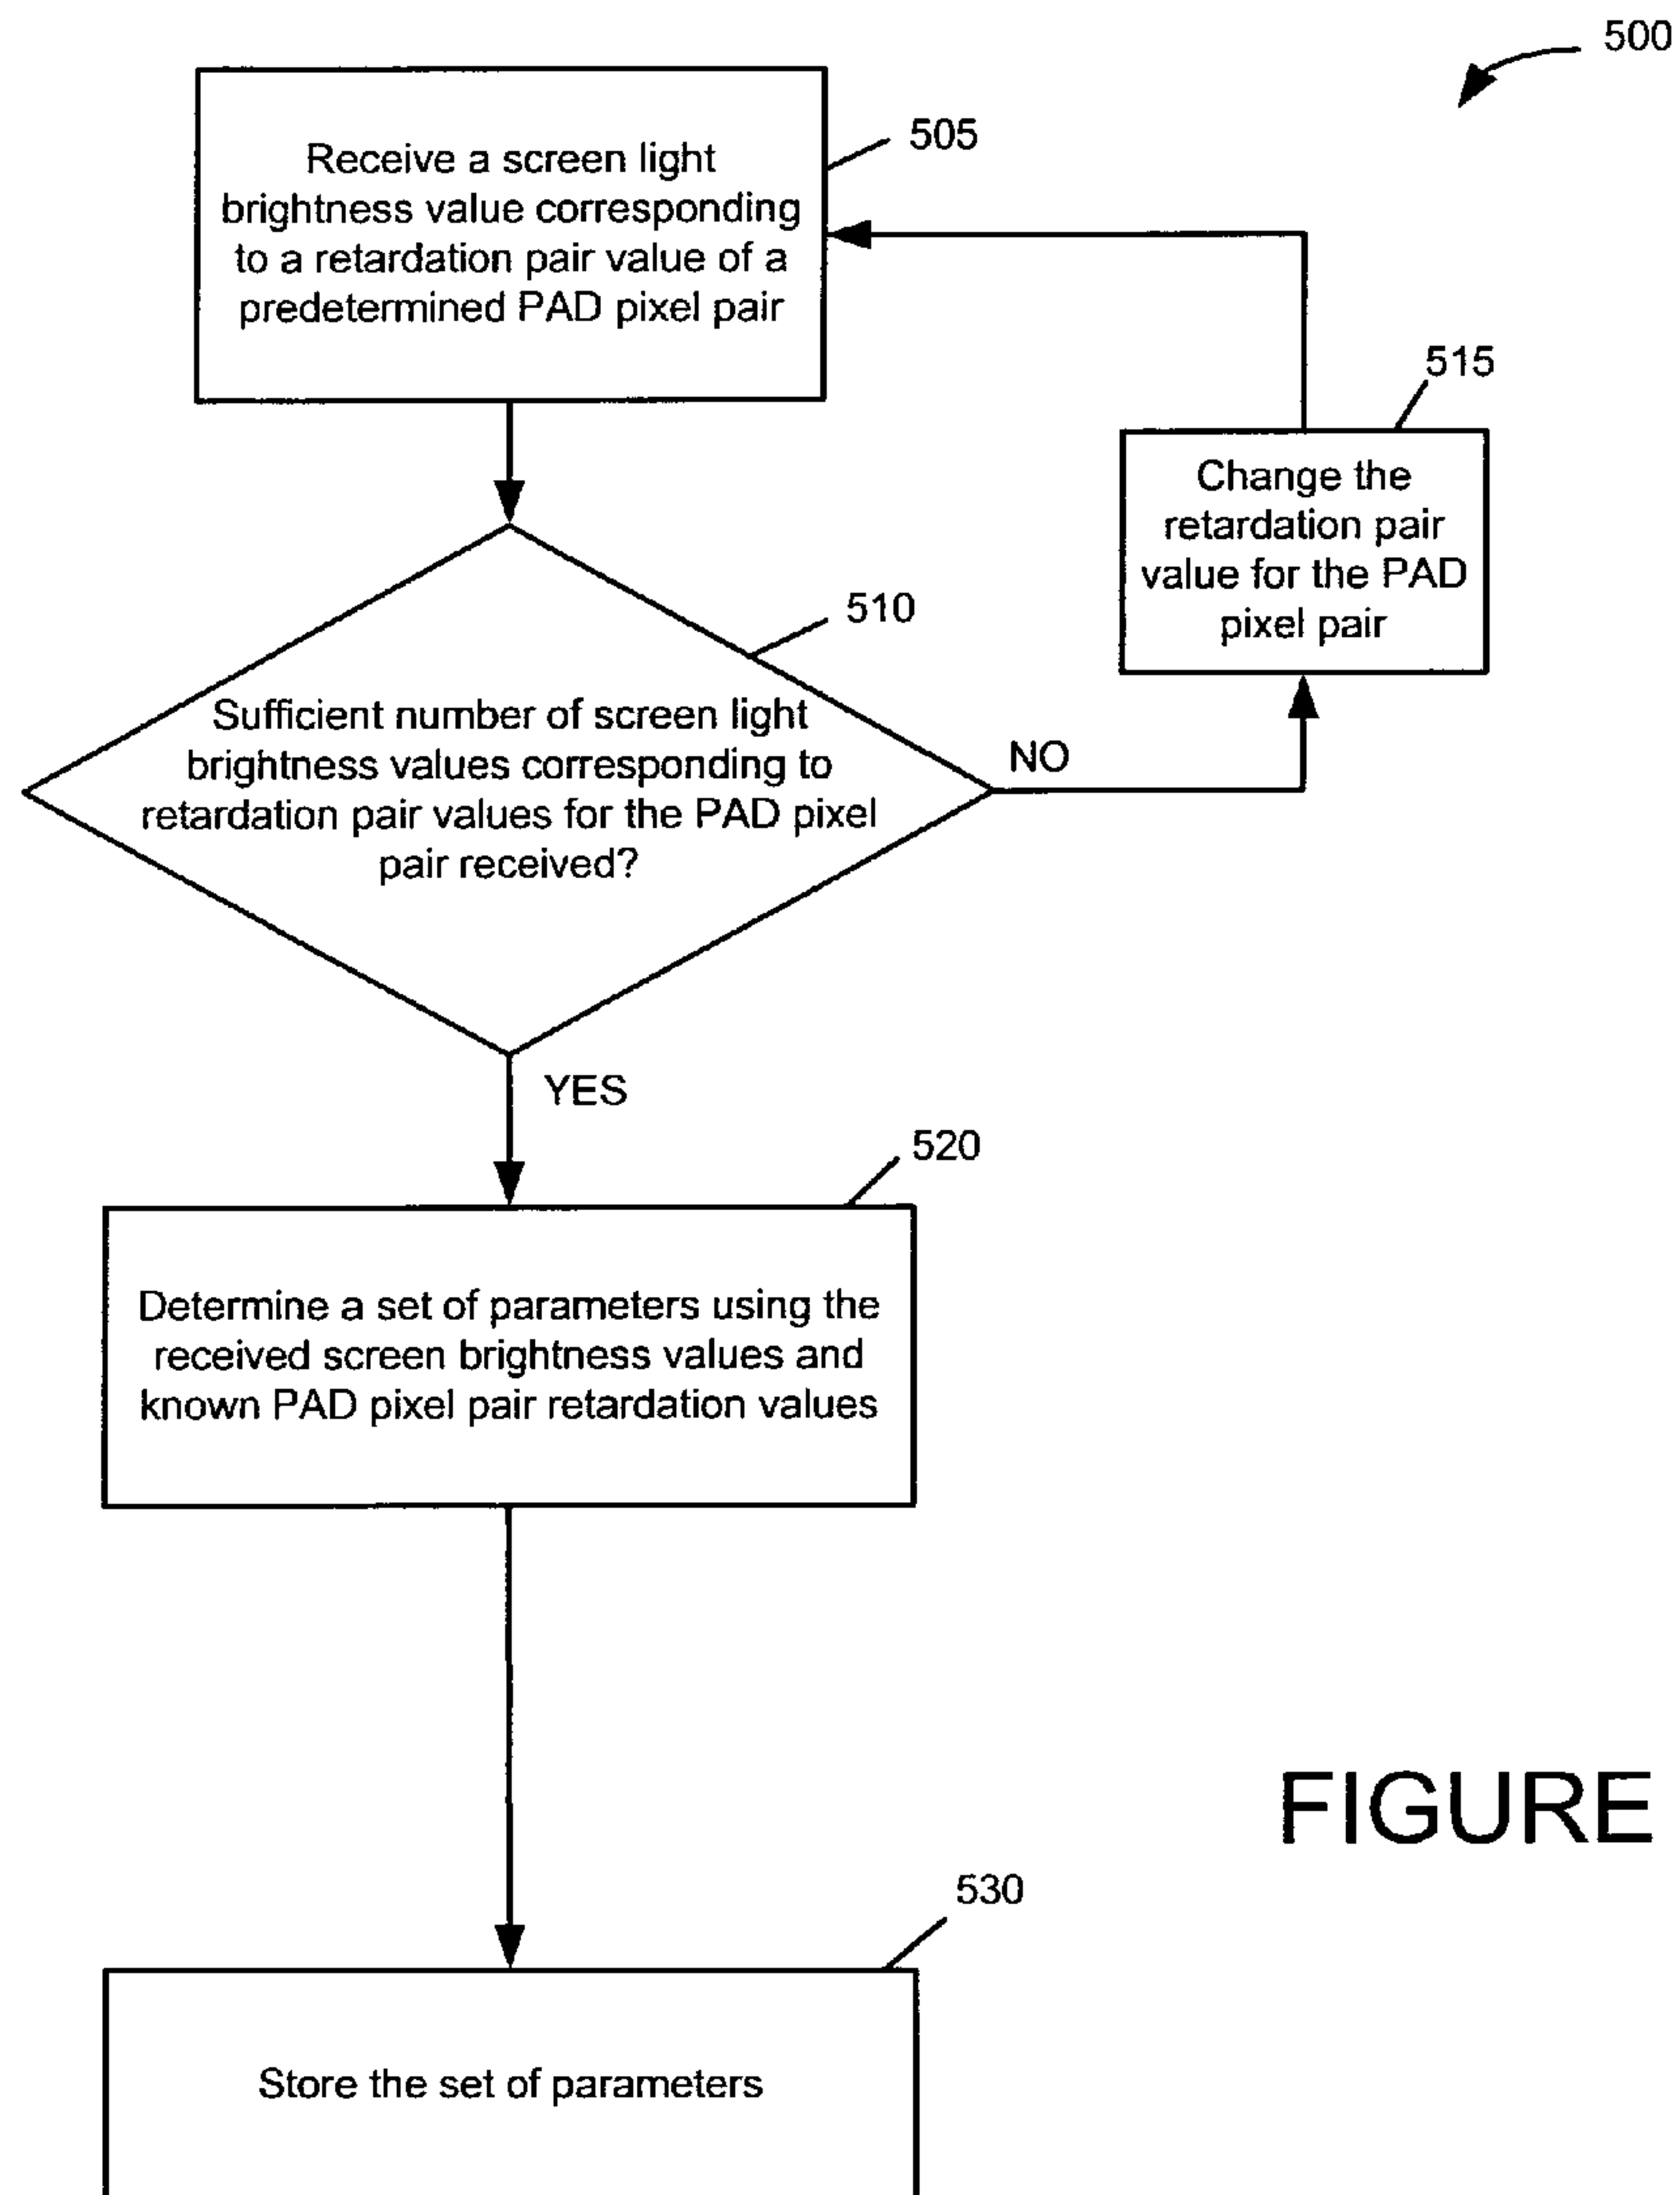 500
505
Receive a screen light
brightness value corresponding
to a retardation pair value of a
predetermined PAD pixel pair
515
Change the
retardation pair
value for the PAD
pixel pair
510
Sufficient number of screen light
brightness values corresponding to
retardation pair values for the PAD pixel
pair received?
NO
YES
520
Determine a set of parameters using the
received screen brightness values and
known PAD pixel pair retardation values
FIGURE
530
Store the set of parameters